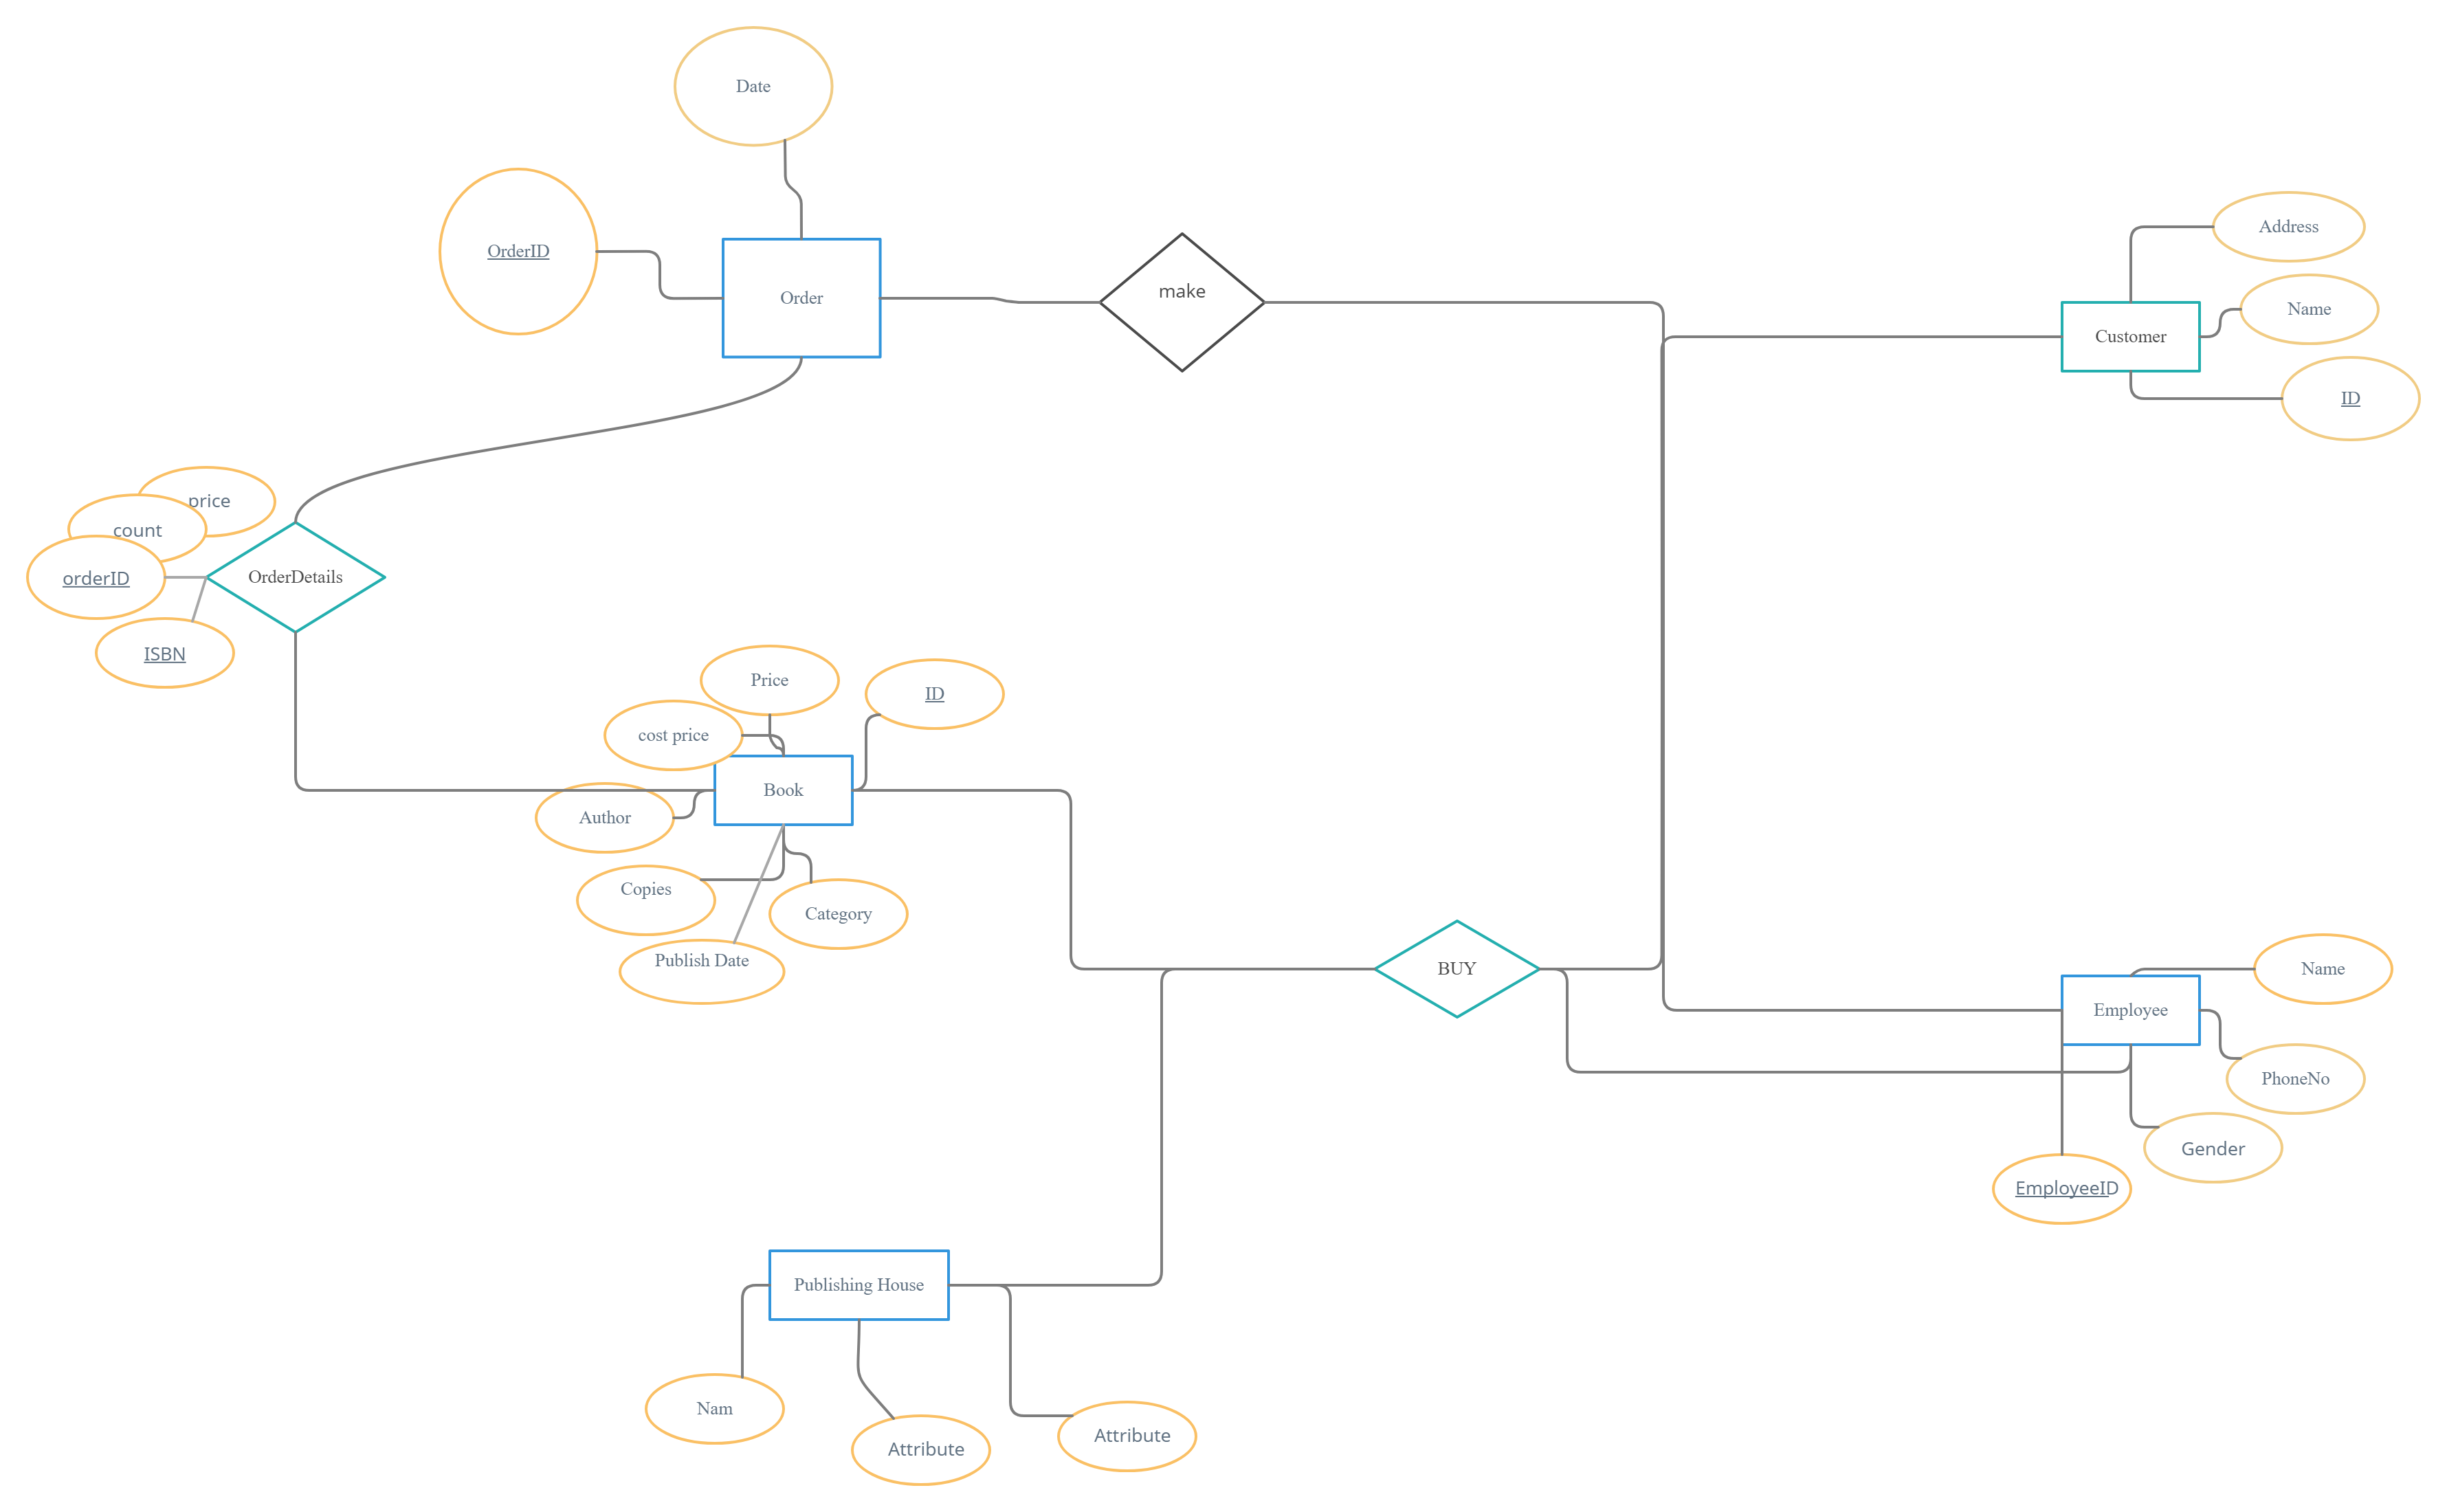 Date
OrderID
Order
make
Address
Name
Customer
ID
price
count
orderID
OrderDetails
ISBN
Price
ID
cost price
Book
Author
Copies
Category
Publish Date
BUY
Name
Employee
PhoneNo
Gender
EmployeeID
Publishing House
Nam
Attribute
Attribute